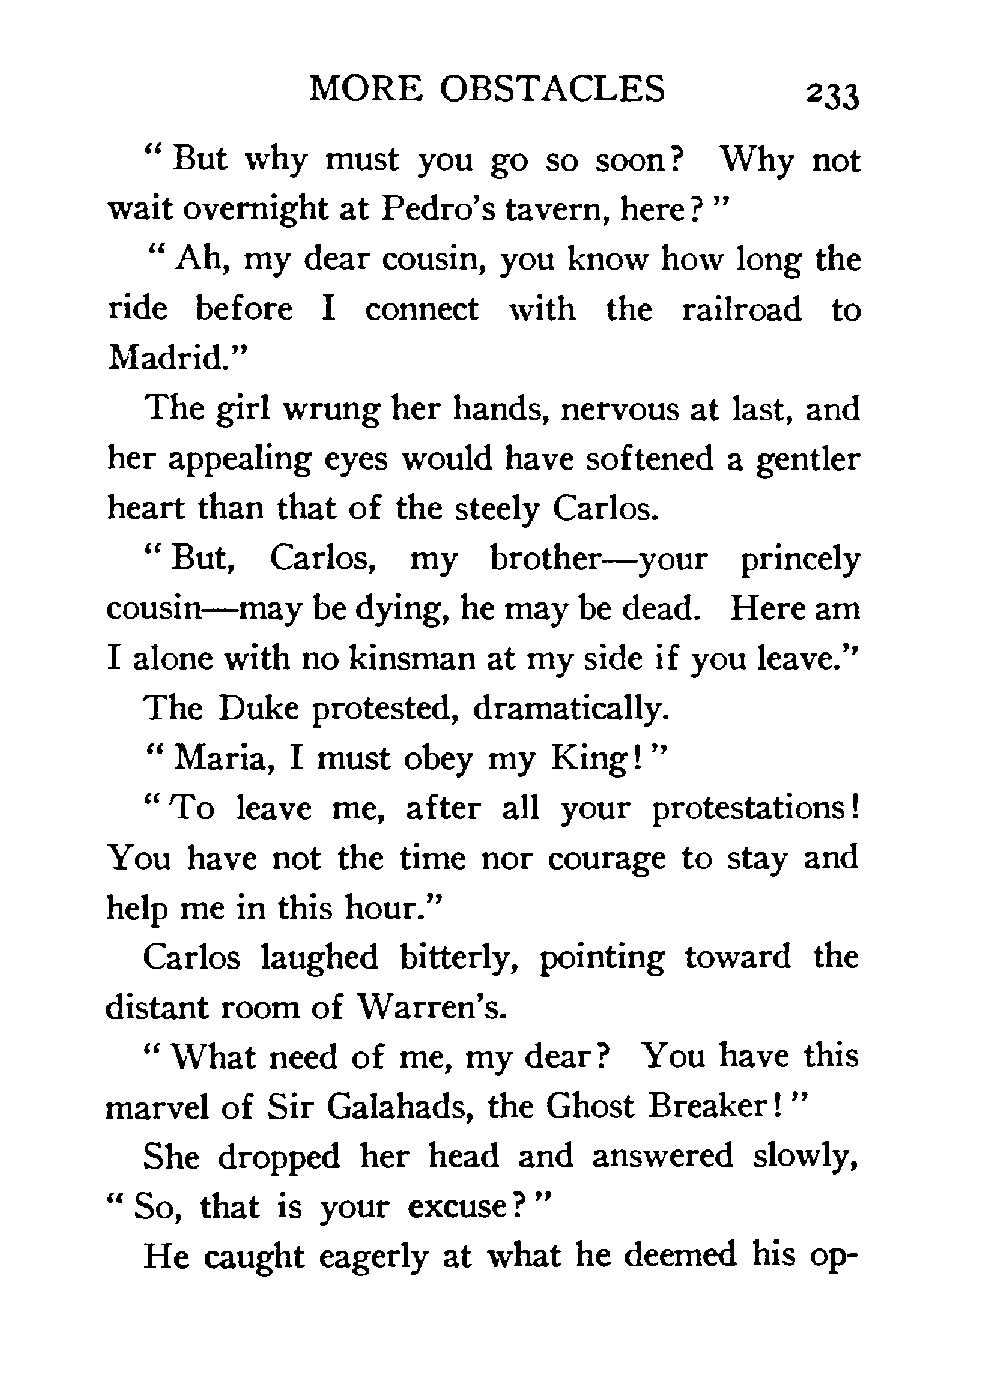 MORE OBSTACLES 233
“ But why must you go so soon? Why not
wait overnight at Pedro’s tavern, here? ”
“ Ah, my dear cousin, you know how long the
ride before I connect with the railroad to
Madrid.”
The girl wrung her hands, nervous at last, and
her appealing eyes would have softened a gentler
heart than that of the steely Carlos.
“ But, Carlos, my brother—your princely
cousin—may be dying, he may be dead. Here am
I alone with no kinsman at my side if you leave.”
The Duke protested, dramatically.
“ Maria, I must obey my King! ”
“ To leave me, after all your protestations!
You have not the time nor courage to stay and
help me in this hour.”
Carlos laughed bitterly, pointing toward the
distant room of Warren’s.
“ What need of me, my dear? You have this
marvel of Sir Galahads, the Ghost Breaker! ”
She dropped her head and answered slowly,
“ So, that is your excuse? ”
He caught eagerly at what he deemed his op-